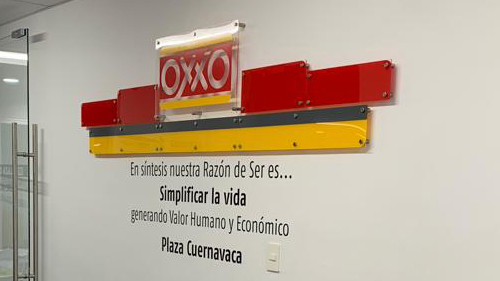 OXXO
En síntesis nuestra Razón de Ser es...
Simplificar la vida
generando Valor Humano y Económico
Plaza Cuernavaca